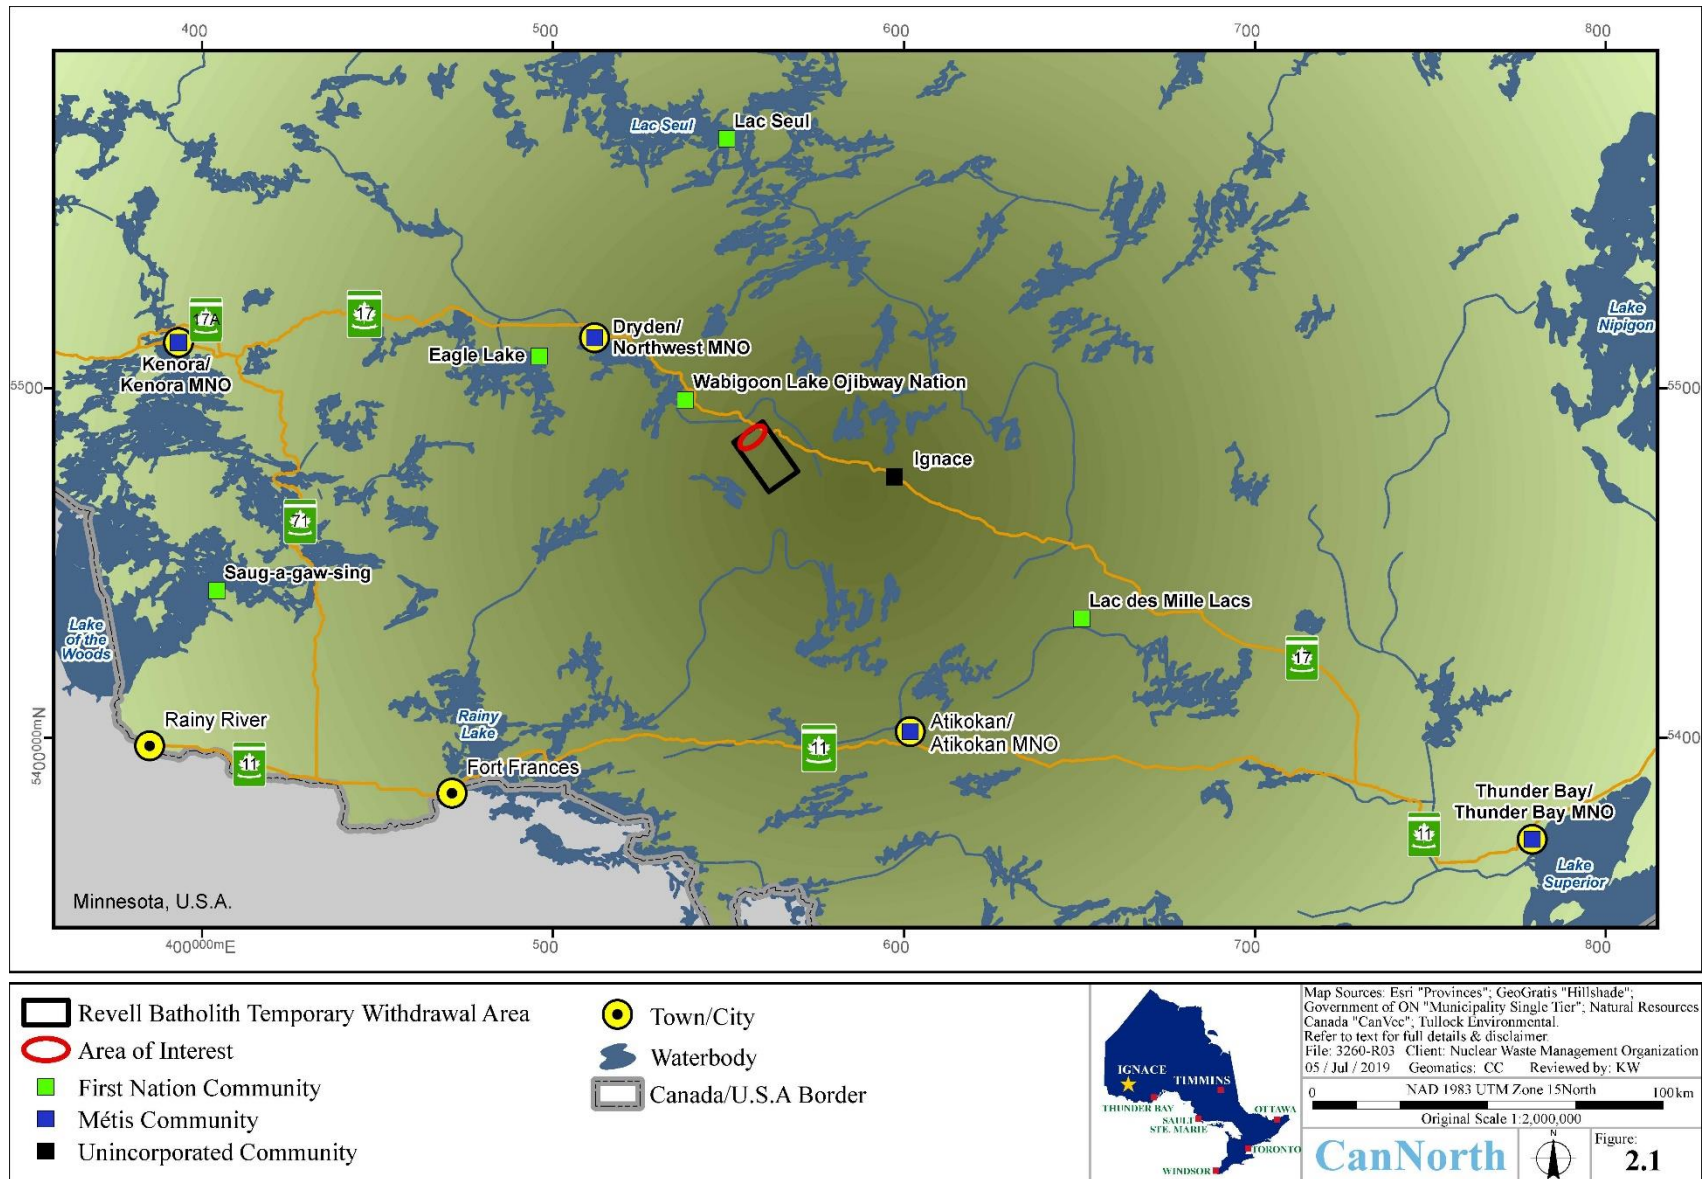 400
500
600
700
800
Lac Seul
Lac Seul
Lake
Nipigon
17A
17
Dryden/
Northwest MNO
Eagle Lake
Kenora/
Kenora MNO
5500
5500
Wabigoon Lake Ojibway Nation
Ignace
71
Saug-a-gaw-sing
Lac des Mille Lacs
Lake
of the
Woods
17
Rainy River
Rainy
Lake
Atikokan/
Atikokan MNO
11
11
5400000mN
5400
Fort Frances
Thunder Bay/
Thunder Bay MNO
11
Lake
Superior
Minnesota, U.S.A.
400000mE
500
600
700
800
Revell Batholith Temporary Withdrawal Area
Area of Interest
First Nation Community
Métis Community
Unincorporated Community
Town/City
Waterbody
Canada/U.S.A Border
IGNACE
TIMMINS
THUNDER BAY
SAULT
STE. MARIE
OTTAWA
TORONTO
WINDSOR
Map Sources: Esri "Provinces"; GeoGratis "Hillshade";
Government of ON "Municipality Single Tier"; Natural Resources
Canada "CanVec"; Tullock Environmental.
Refer to text for full details & disclaimer.
File: 3260-R03 Client: Nuclear Waste Management Organization
05 / Jul / 2019 Geomatics: CC Reviewed by: KW
0 NAD 1983 UTM Zone 15North 100 km
Original Scale 1:2,000,000
CanNorth
N
Figure:
2.1